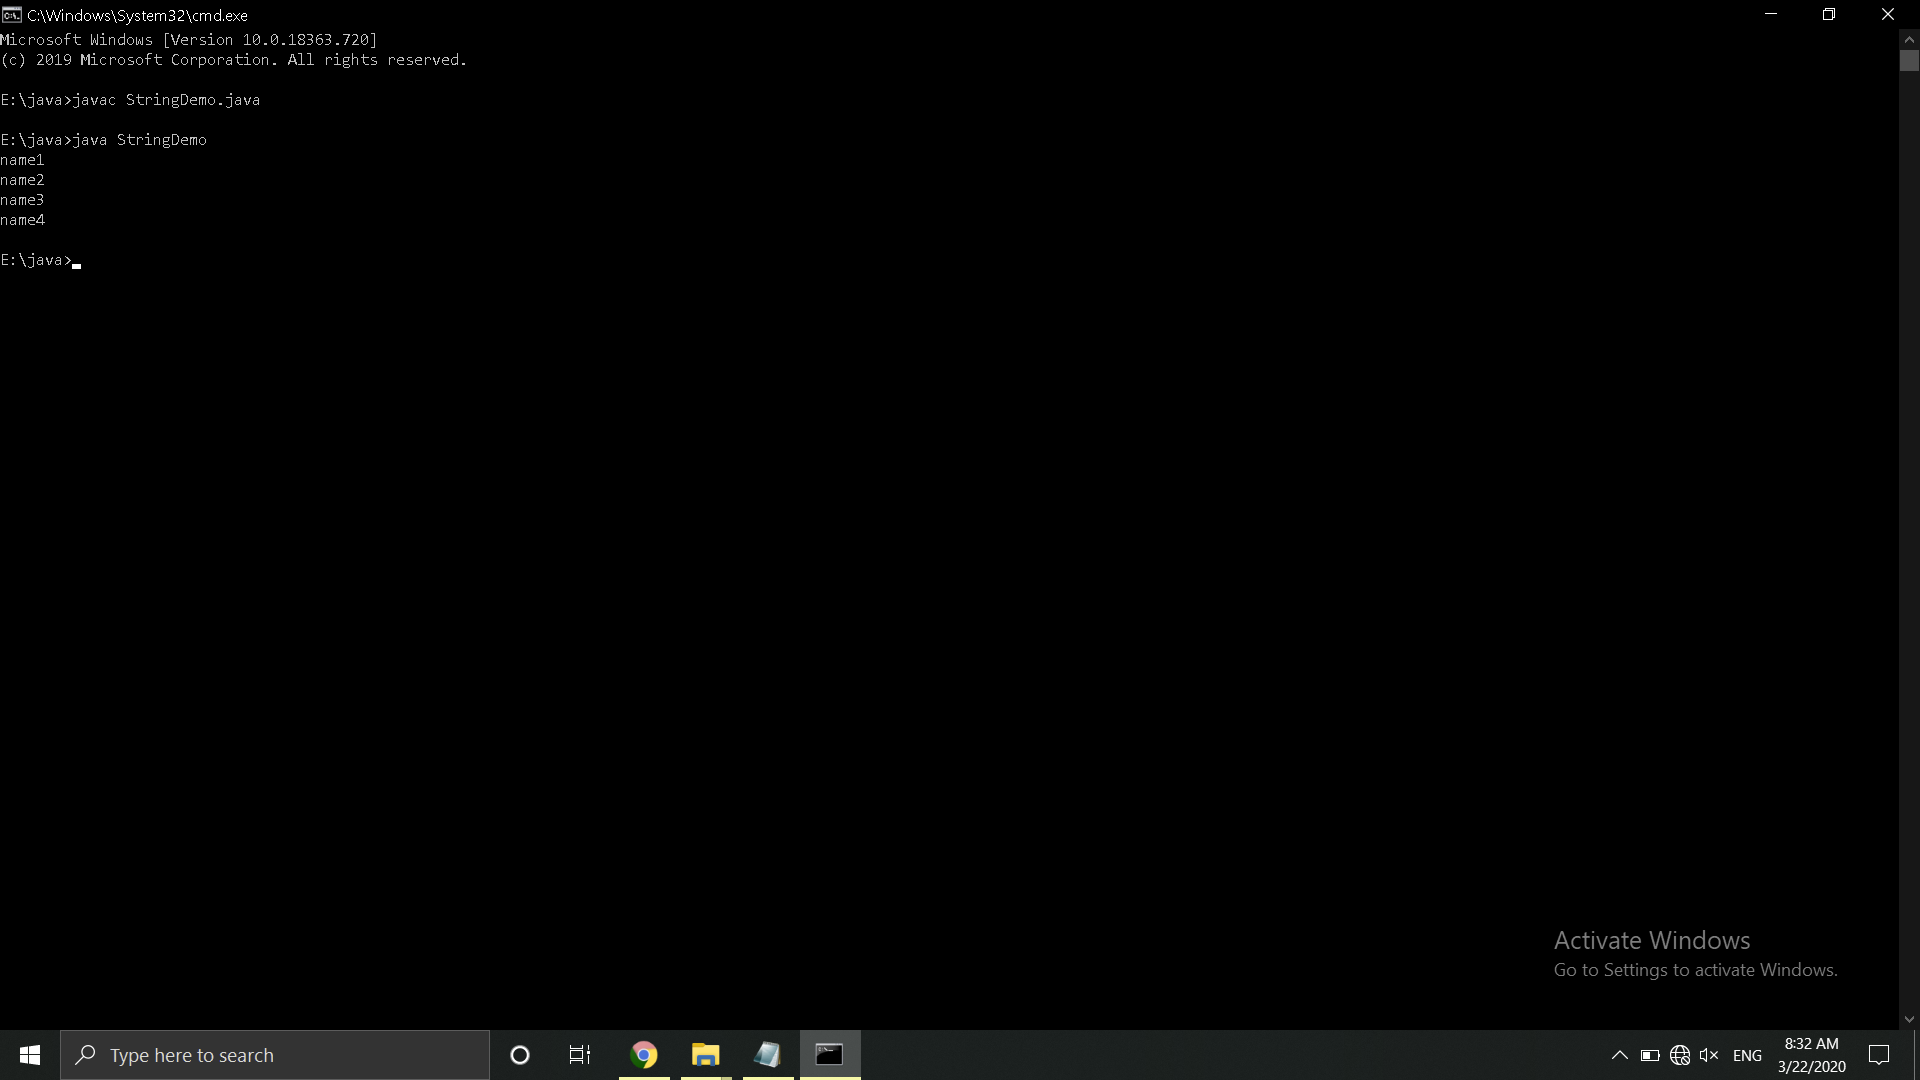 C:\Windows\System32\cmd.exe
Microsoft Windows [Version 10.0.18363.720]
(c) 2019 Microsoft Corporation. All rights reserved.
E:\java>javac StringDemo.java
E:\java>java StringDemo
name1
name2
name3
name4
E:\java>
Activate Windows
Go to Settings to activate Windows.
Type here to search
ENG
8:32 AM
3/22/2020